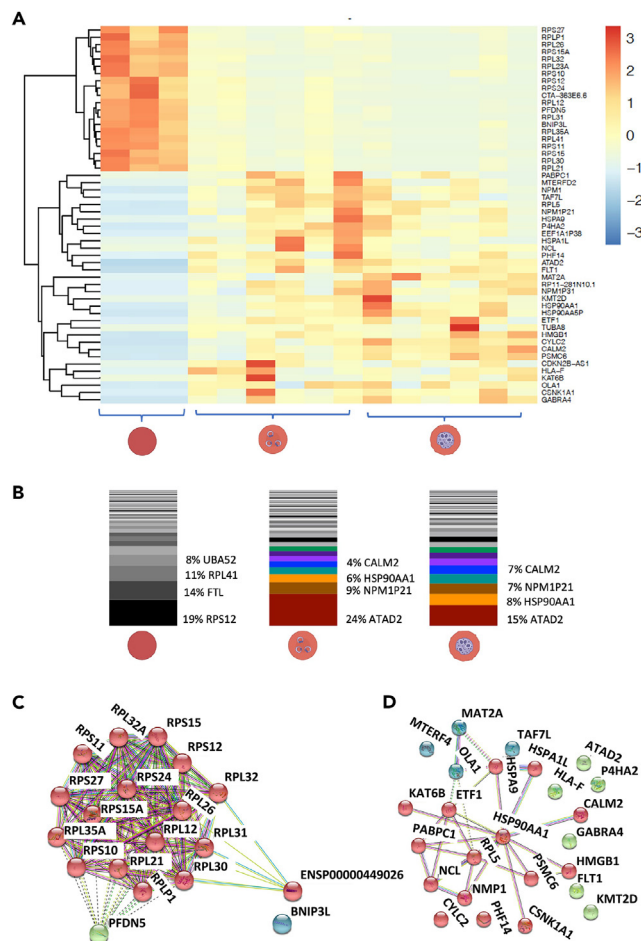 A
RPS27
RPLP1
RPL26
RPS15A
RPL32
RPL23A
RPS10
RPS12
RPS24
CTA-363E6.6
RPL12
PFDN5
RPL31
BNIP3L
RPL35A
RPL41
RPS11
RPS15
RPL30
RPL21
PABPC1
MTERFD2
NPM1
TAF7L
RPL5
NPM1P21
HSPA9
P4HA2
EEF1A1P38
HSPA1L
NCL
PHF14
ATAD2
FLT1
MAT2A
RP11-281N10.1
NPM1P31
KMT2D
HSP90AA1
HSP90AA5P
ETF1
TUBA8
HMGB1
CYLC2
CALM2
PSMC6
CDKN2B-AS1
HLA-F
KAT6B
OLA1
CSNK1A1
GABRA4
3
2
1
0
-1
-2
-3
B
8% UBA52
11% RPL41
14% FTL
19% RPS12
4% CALM2
6% HSP90AA1
9% NPM1P21
24% ATAD2
7% CALM2
7% NPM1P21
8% HSP90AA1
15% ATAD2
C
RPL32A
RPS15
RPS11
RPS12
RPS27
RPS24
RPL32
RPS15A
RPL26
RPL35A
RPL12
RPL31
RPS10
RPL21
RPL30
RPLP1
ENSP00000449026
PFDN5
BNIP3L
D
MAT2A
MTERF4
TAF7L
OLA1
HSPA9
HSPA1L
HLA-F
ATAD2
P4HA2
KAT6B
ETF1
HSP90AA1
CALM2
GABRA4
PABPC1
RPL5
PSMC6
HMGB1
NCL
NMP1
FLT1
KMT2D
CYLC2
PHF14
CSNK1A1